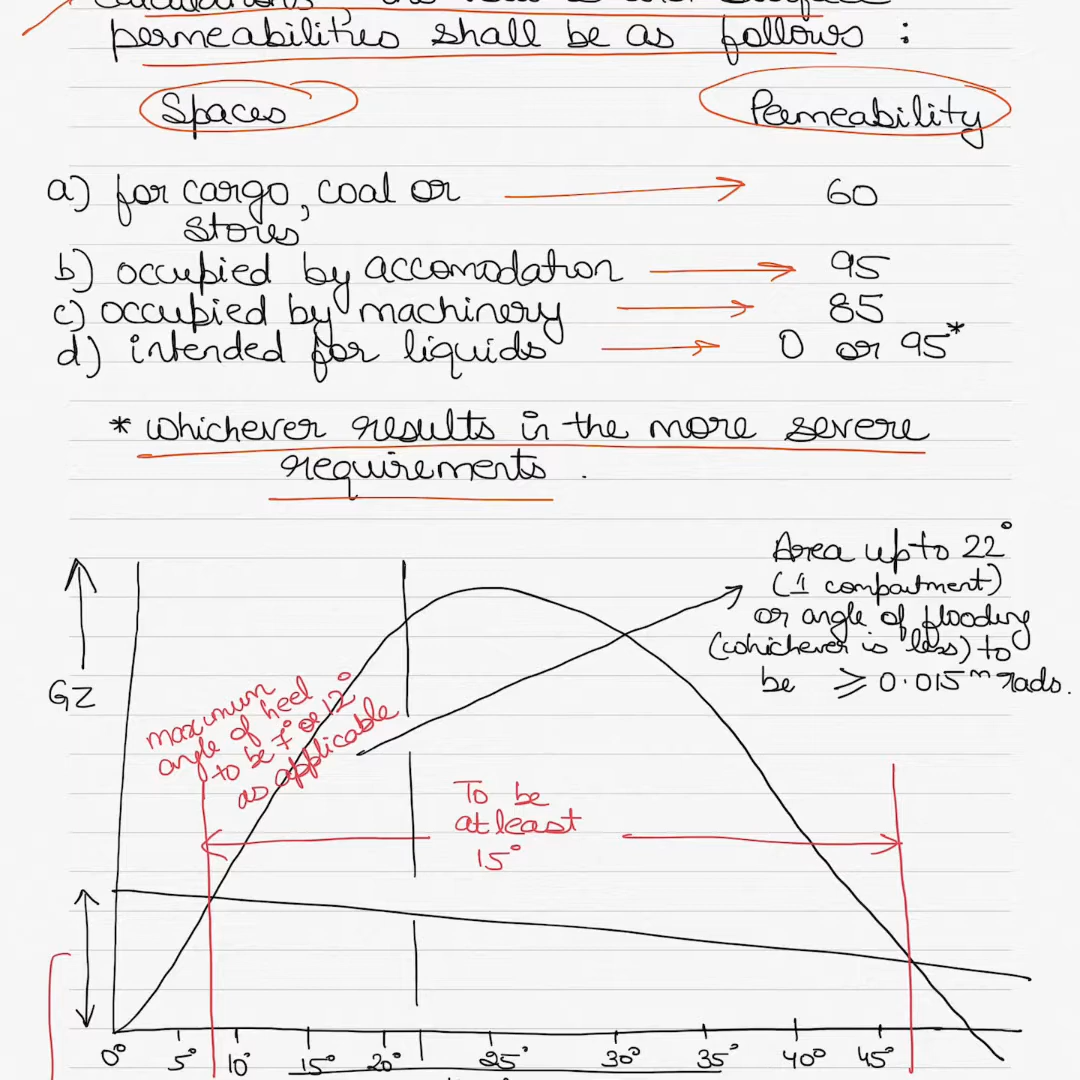 permeabilities shall be as follows :
Spaces Permeability
a) for cargo, coal or stores → 60
b) occupied by accomodation → 95
c) occupied by machinery → 85
d) intended for liquids → 0 or 95*
* whichever results in the more severe
requirements .
Area upto 22°
(1 compartment)
or angle of flooding
(whichever is less) to
be ⩾ 0.015 m rads.
GZ
maximum
angle of heel
to be 7° or 12°
as applicable
To be
at least
15°
0° 5° 10° 15° 20° 25° 30° 35° 40° 45°